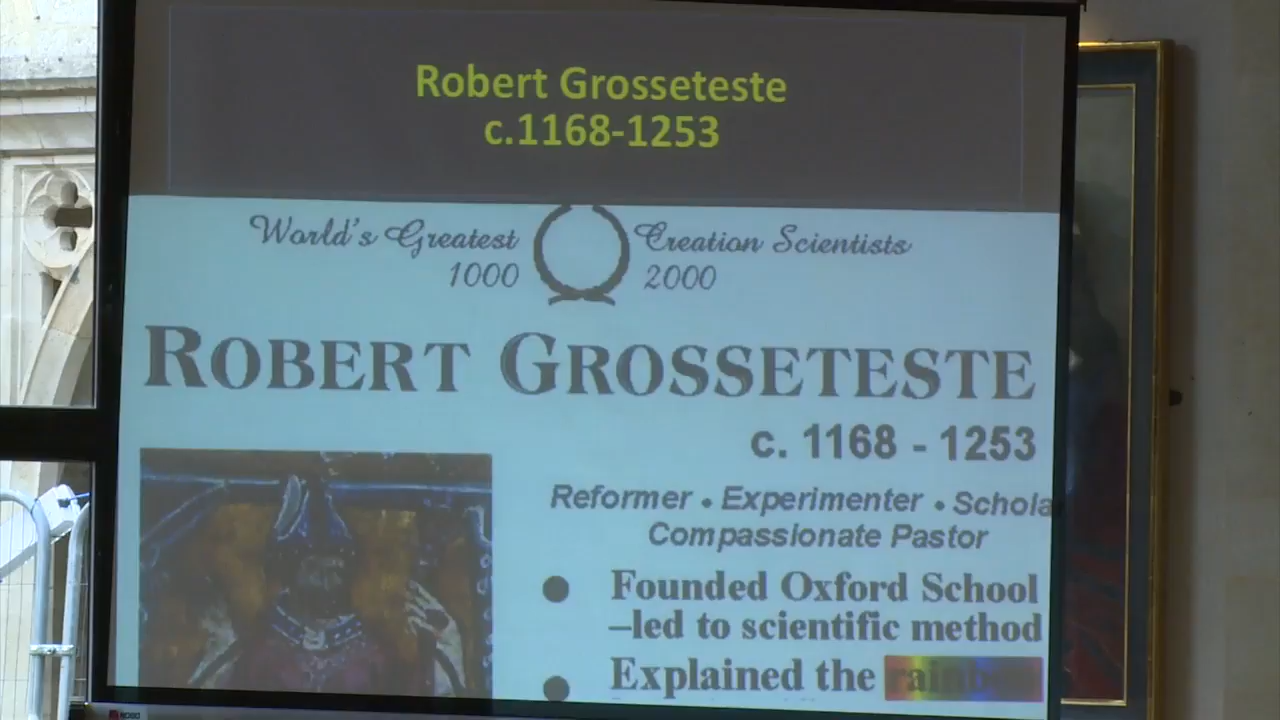 Robert Grosseteste
c.1168-1253
World's Greatest Creation Scientists
1000 2000
ROBERT GROSSETESTE
c. 1168 - 1253
Reformer • Experimenter • Schola
Compassionate Pastor
● Founded Oxford School
–led to scientific method
● Explained the rainbow